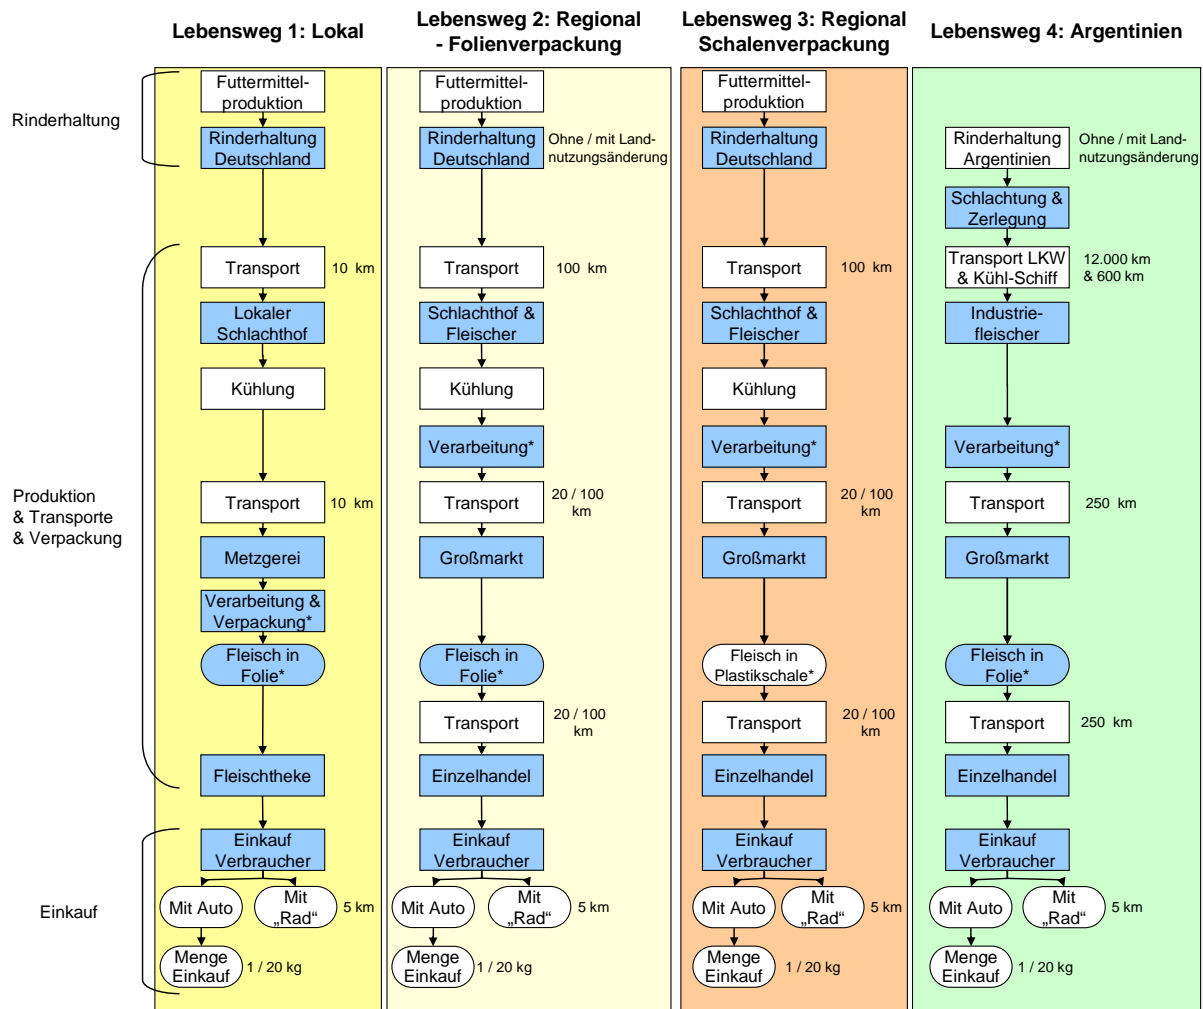 Lebensweg 1: Lokal
Lebensweg 2: Regional
- Folienverpackung
Lebensweg 3: Regional
Schalenverpackung
Lebensweg 4: Argentinien
Rinderhaltung
Produktion
& Transporte
& Verpackung
Einkauf
Futtermittel-
produktion
Rinderhaltung
Deutschland
Transport
10 km
Lokaler
Schlachthof
Kühlung
Transport
10 km
Metzgerei
Verarbeitung &
Verpackung*
Fleisch in
Folie*
Fleischtheke
Einkauf
Verbraucher
Mit Auto
Mit
„Rad“
5 km
Menge
Einkauf
1 / 20 kg
Futtermittel-
produktion
Rinderhaltung
Deutschland
Ohne / mit Land-
nutzungsänderung
Transport
100 km
Schlachthof &
Fleischer
Kühlung
Verarbeitung*
Transport
20 / 100
km
Großmarkt
Fleisch in
Folie*
Transport
20 / 100
km
Einzelhandel
Einkauf
Verbraucher
Mit Auto
Mit
„Rad“
5 km
Menge
Einkauf
1 / 20 kg
Futtermittel-
produktion
Rinderhaltung
Deutschland
Transport
100 km
Schlachthof &
Fleischer
Kühlung
Verarbeitung*
Transport
20 / 100
km
Großmarkt
Fleisch in
Plastikschale*
Transport
20 / 100
km
Einzelhandel
Einkauf
Verbraucher
Mit Auto
Mit
„Rad“
5 km
Menge
Einkauf
1 / 20 kg
Rinderhaltung
Argentinien
Ohne / mit Land-
nutzungsänderung
Schlachtung &
Zerlegung
Transport LKW
& Kühl-Schiff
12.000 km
& 600 km
Industrie-
fleischer
Verarbeitung*
Transport
250 km
Großmarkt
Fleisch in
Folie*
Transport
250 km
Einzelhandel
Einkauf
Verbraucher
Mit Auto
Mit
„Rad“
5 km
Menge
Einkauf
1 / 20 kg